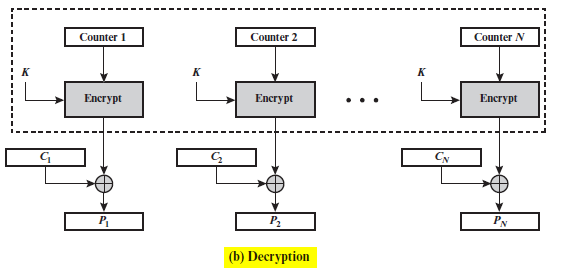 Counter 1 Counter 2 Counter N
K K K
Encrypt Encrypt • • • Encrypt
C1 C2 CN
P1 P2 PN
(b) Decryption